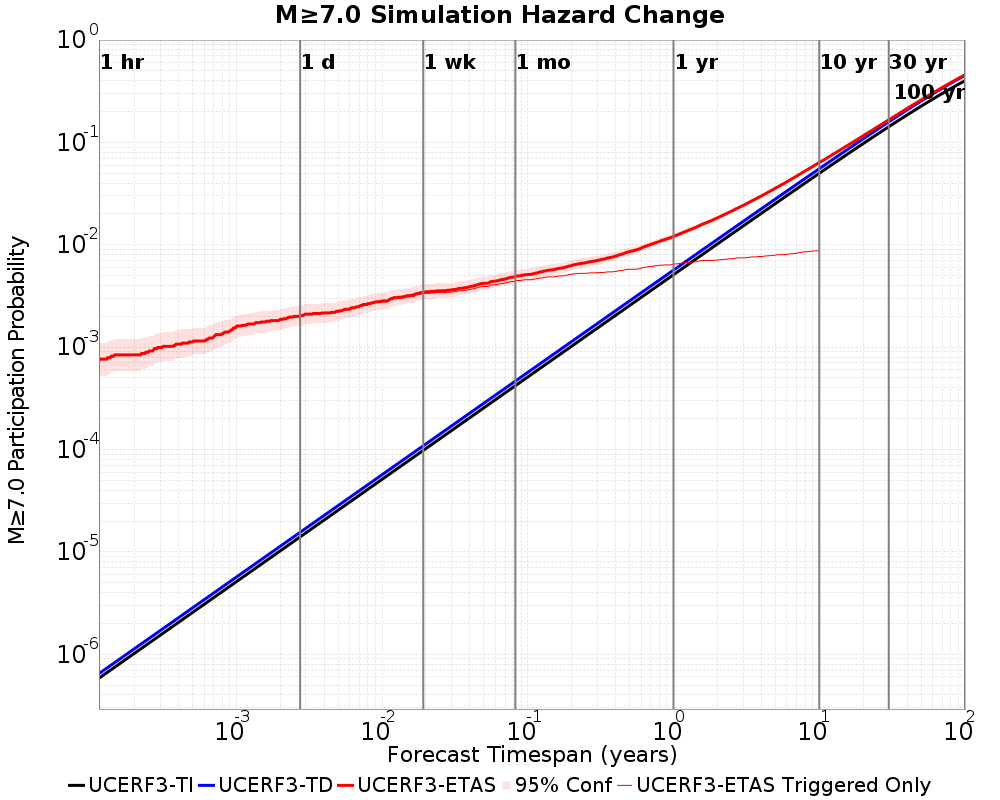 M≥7.0 Simulation Hazard Change
10^0
10^-1
10^-2
10^-3
10^-4
10^-5
10^-6
M≥7.0 Participation Probability
1 hr
1 d
1 wk
1 mo
1 yr
10 yr
30 yr
100 yr
10^-3
10^-2
10^-1
10^0
10^1
10^2
Forecast Timespan (years)
UCERF3-TI UCERF3-TD UCERF3-ETAS 95% Conf UCERF3-ETAS Triggered Only